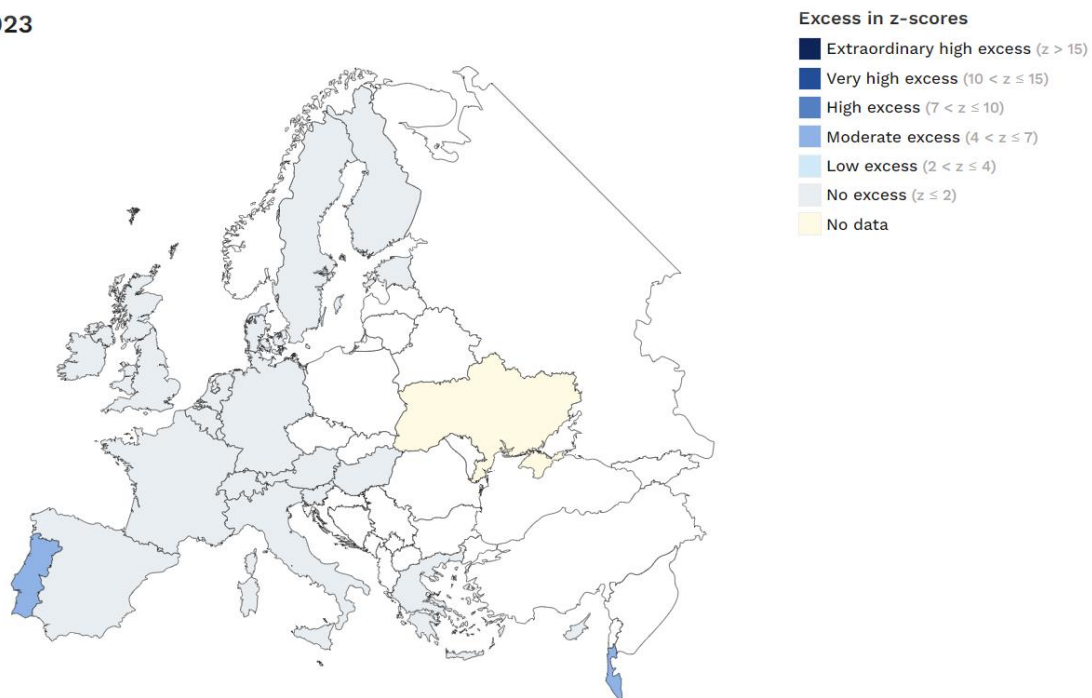 023
Excess in z-scores
Extraordinary high excess (z > 15)
Very high excess (10 < z ≤ 15)
High excess (7 < z ≤ 10)
Moderate excess (4 < z ≤ 7)
Low excess (2 < z ≤ 4)
No excess (z ≤ 2)
No data